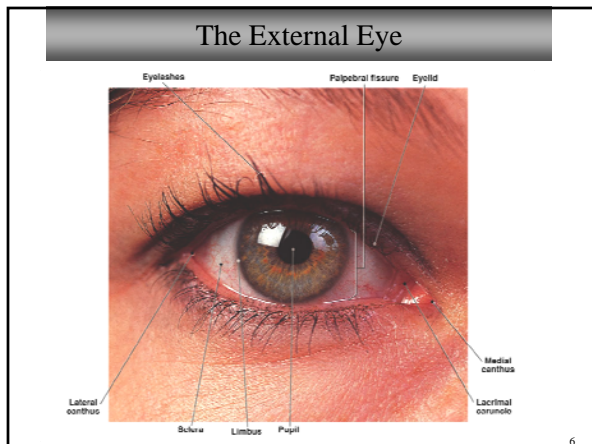 The External Eye
Eyelashes
Palpebral fissure
Eyelid
Medial
canthus
Lateral
canthus
Lacrimal
caruncle
Sclera
Limbus
Pupil
6